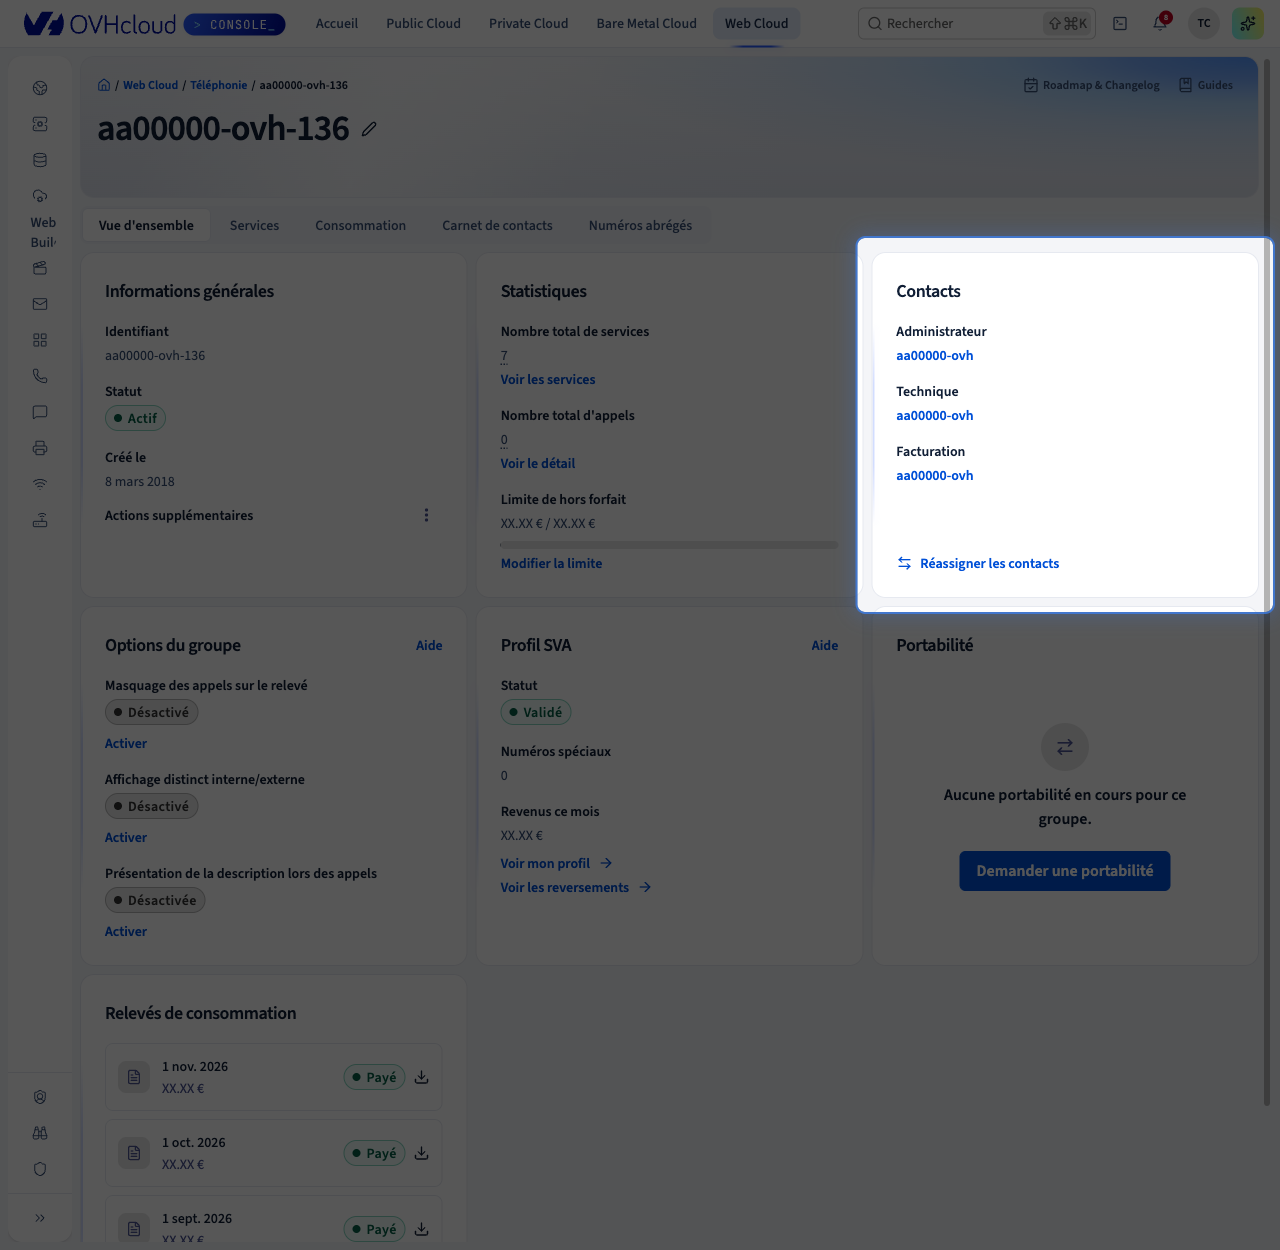 OVHcloud > CONSOLE_ Accueil Public Cloud Private Cloud Bare Metal Cloud Web Cloud Rechercher ⇧⌘K 8 TC
/ Web Cloud / Téléphonie / aa00000-ovh-136 Roadmap & Changelog Guides
aa00000-ovh-136
Web
Buil
Vue d'ensemble Services Consommation Carnet de contacts Numéros abrégés
Informations générales
Identifiant
aa00000-ovh-136
Statut
Actif
Créé le
8 mars 2018
Actions supplémentaires
Statistiques
Nombre total de services
7
Voir les services
Nombre total d'appels
0
Voir le détail
Limite de hors forfait
XX.XX € / XX.XX €
Modifier la limite
Contacts
Administrateur
aa00000-ovh
Technique
aa00000-ovh
Facturation
aa00000-ovh
Réassigner les contacts
Options du groupe Aide
Masquage des appels sur le relevé
Désactivé
Activer
Affichage distinct interne/externe
Désactivé
Activer
Présentation de la description lors des appels
Désactivée
Activer
Profil SVA Aide
Statut
Validé
Numéros spéciaux
0
Revenus ce mois
XX.XX €
Voir mon profil
Voir les reversements
Portabilité
Aucune portabilité en cours pour ce
groupe.
Demander une portabilité
Relevés de consommation
1 nov. 2026
XX.XX €
Payé
1 oct. 2026
XX.XX €
Payé
1 sept. 2026
XX.XX €
Payé